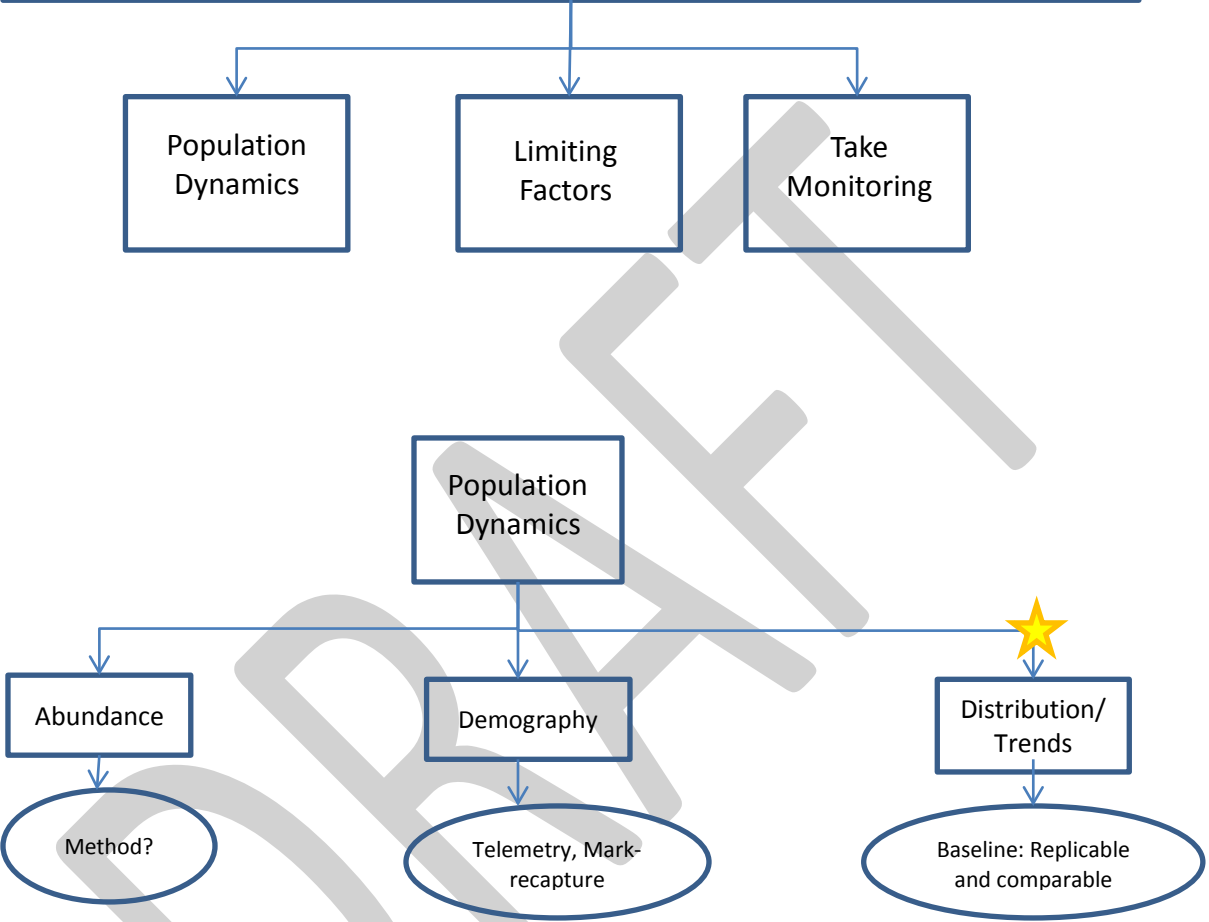 Population
Dynamics
Limiting
Factors
Take
Monitoring
Population
Dynamics
Abundance
Demography
Distribution/
Trends
Method?
Telemetry, Mark-
recapture
Baseline: Replicable
and comparable
DRAFT